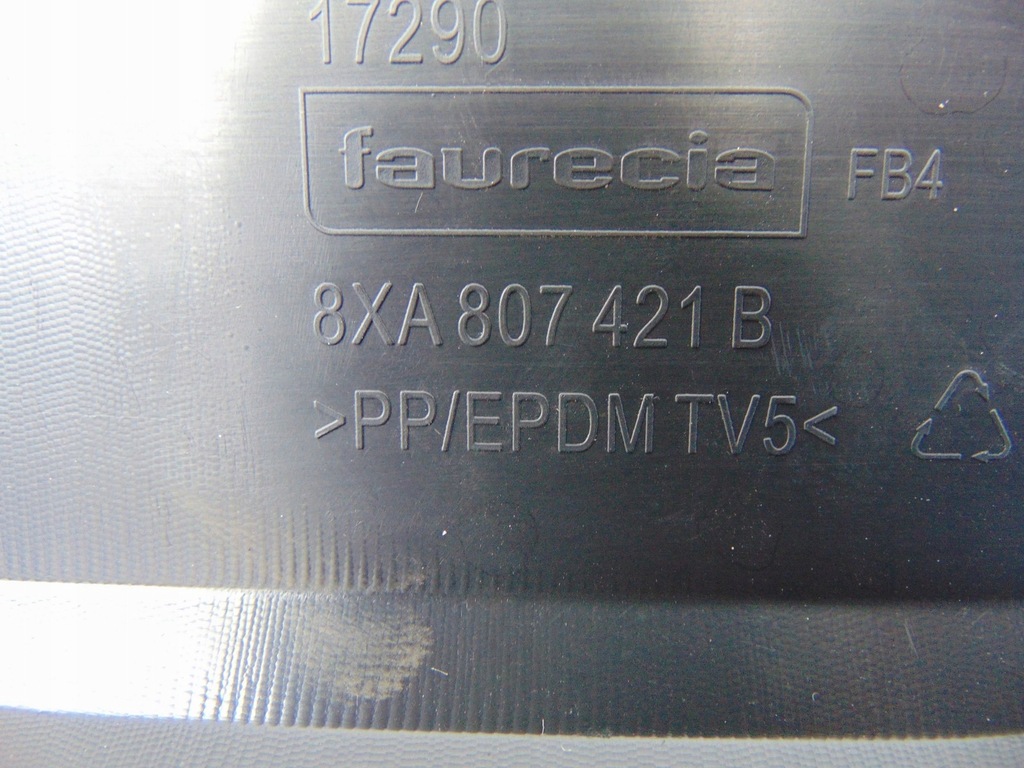 17290
faurecia FB4
8XA 807 421 B
>PP/EPDM TV5<